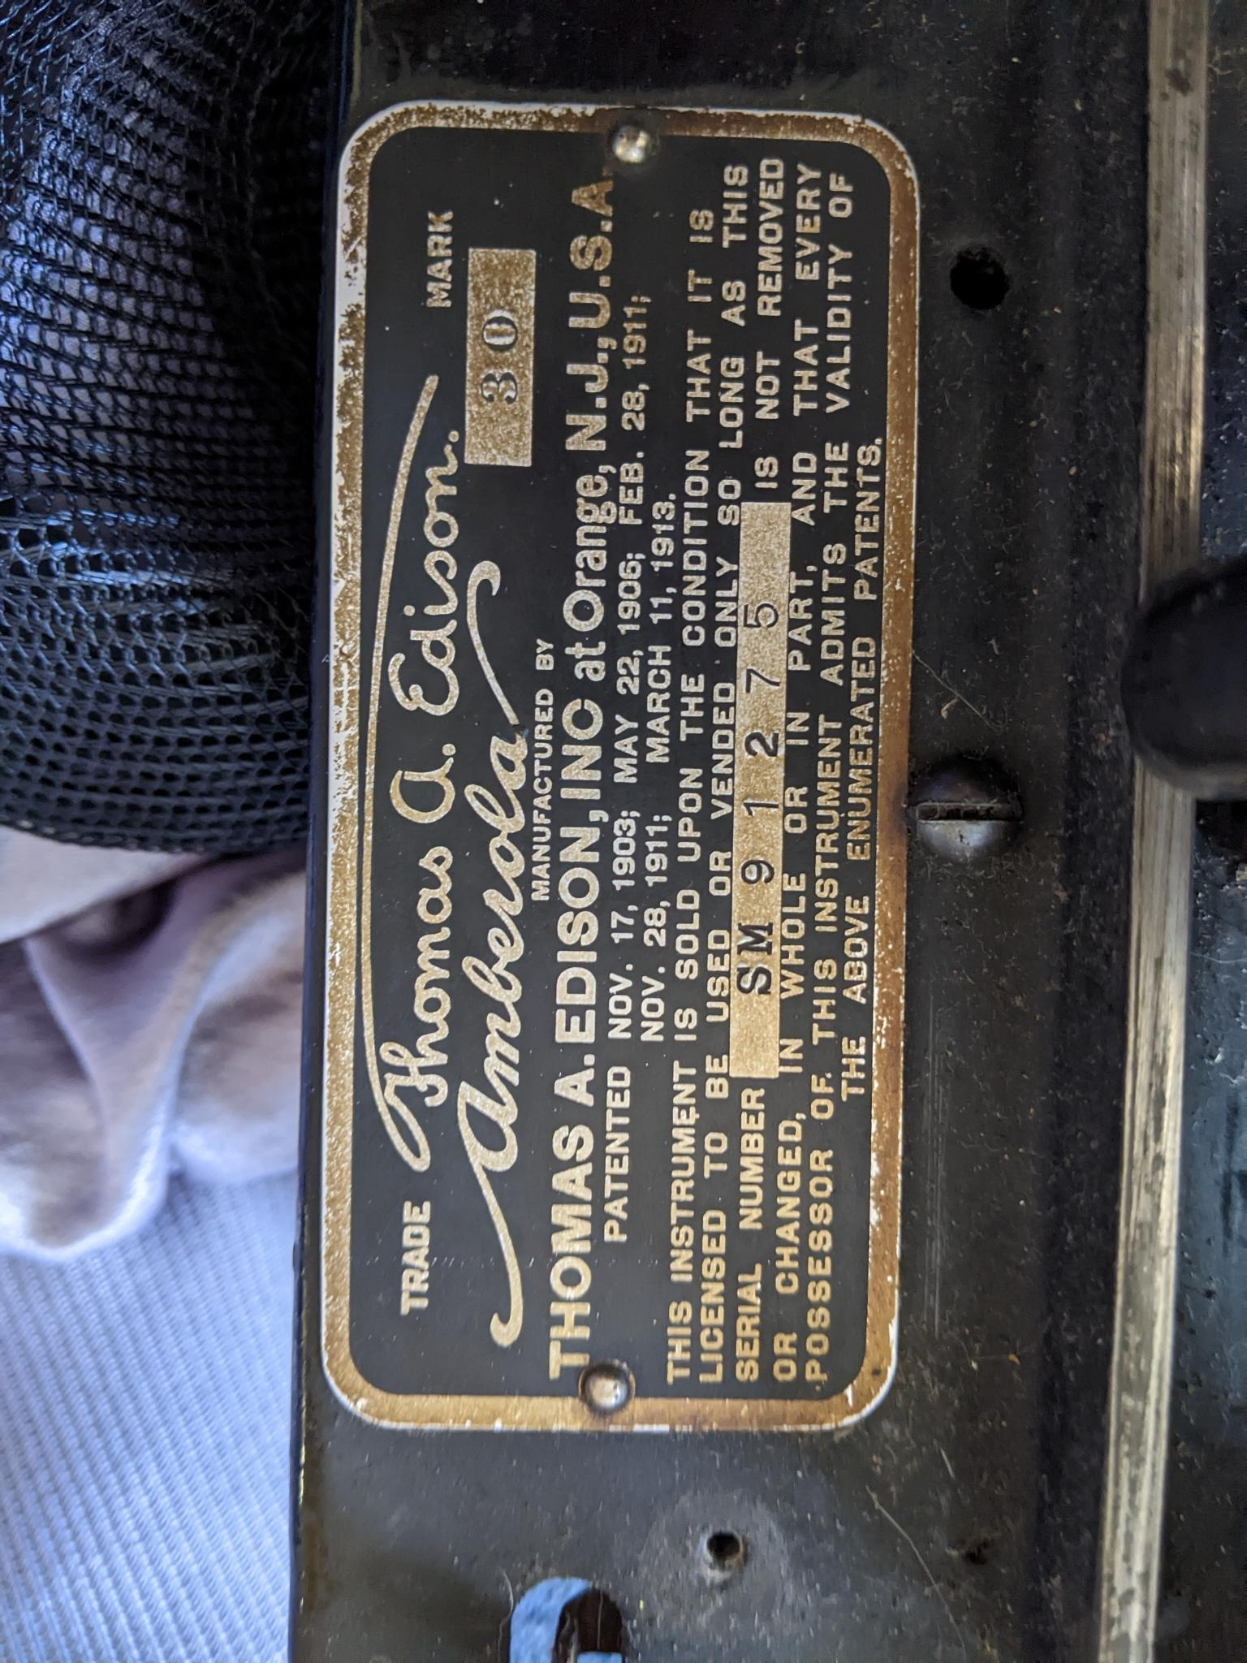 TRADE Thomas A. Edison. MARK
Amberola 30
MANUFACTURED BY
THOMAS A. EDISON, INC at Orange, N.J., U.S.A.
PATENTED NOV. 17, 1903; MAY 22, 1906; FEB. 28, 1911;
NOV. 28, 1911; MARCH 11, 1913.
THIS INSTRUMENT IS SOLD UPON THE CONDITION THAT IT IS
LICENSED TO BE USED OR VENDED ONLY SO LONG AS THIS
SERIAL NUMBER SM 91275 IS NOT REMOVED
OR CHANGED, IN WHOLE OR IN PART, AND THAT EVERY
POSSESSOR OF THIS INSTRUMENT ADMITS THE VALIDITY OF
THE ABOVE ENUMERATED PATENTS.